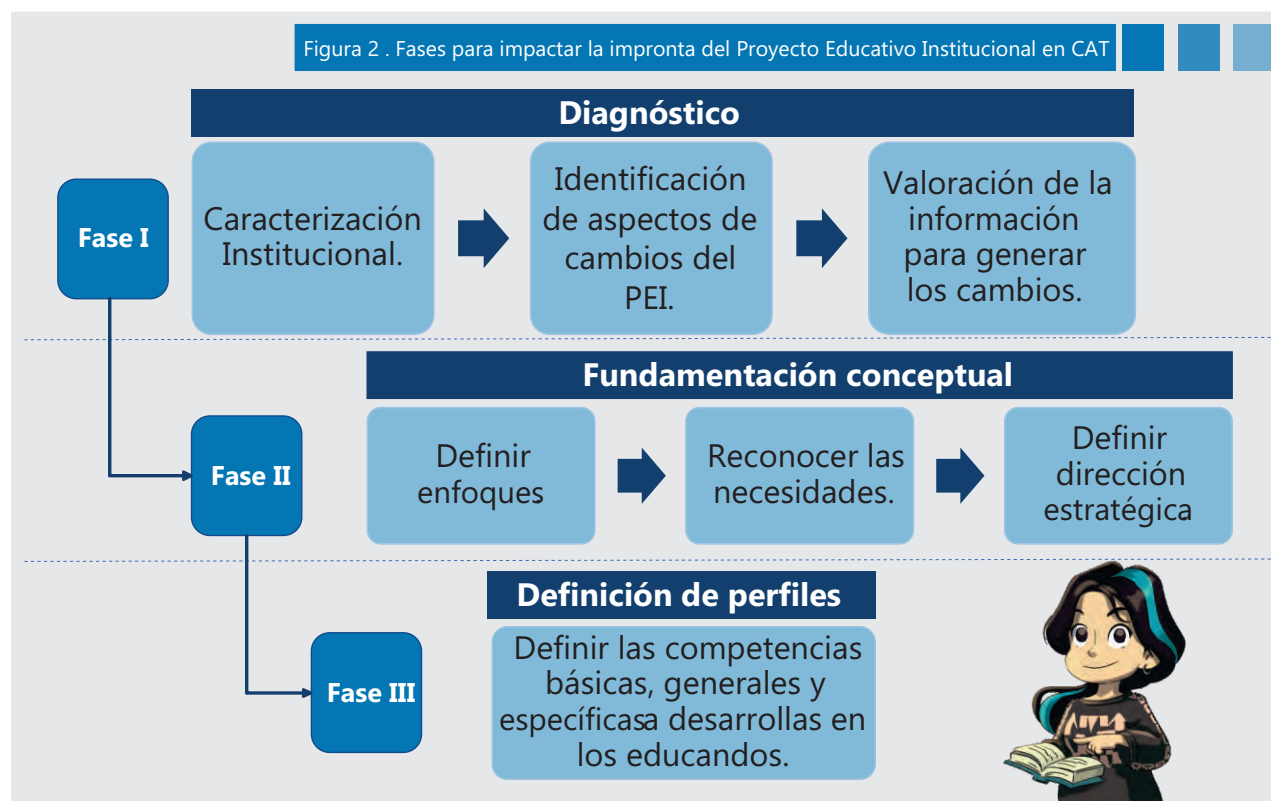 Figura 2 . Fases para impactar la impronta del Proyecto Educativo Institucional en CAT
Diagnóstico
Fase I
Caracterización
Institucional.
Identificación
de aspectos de
cambios del
PEI.
Valoración de la
información
para generar
los cambios.
Fundamentación conceptual
Fase II
Definir
enfoques
Reconocer las
necesidades.
Definir
dirección
estratégica
Definición de perfiles
Fase III
Definir las competencias
básicas, generales y
específicasa desarrollas en
los educandos.